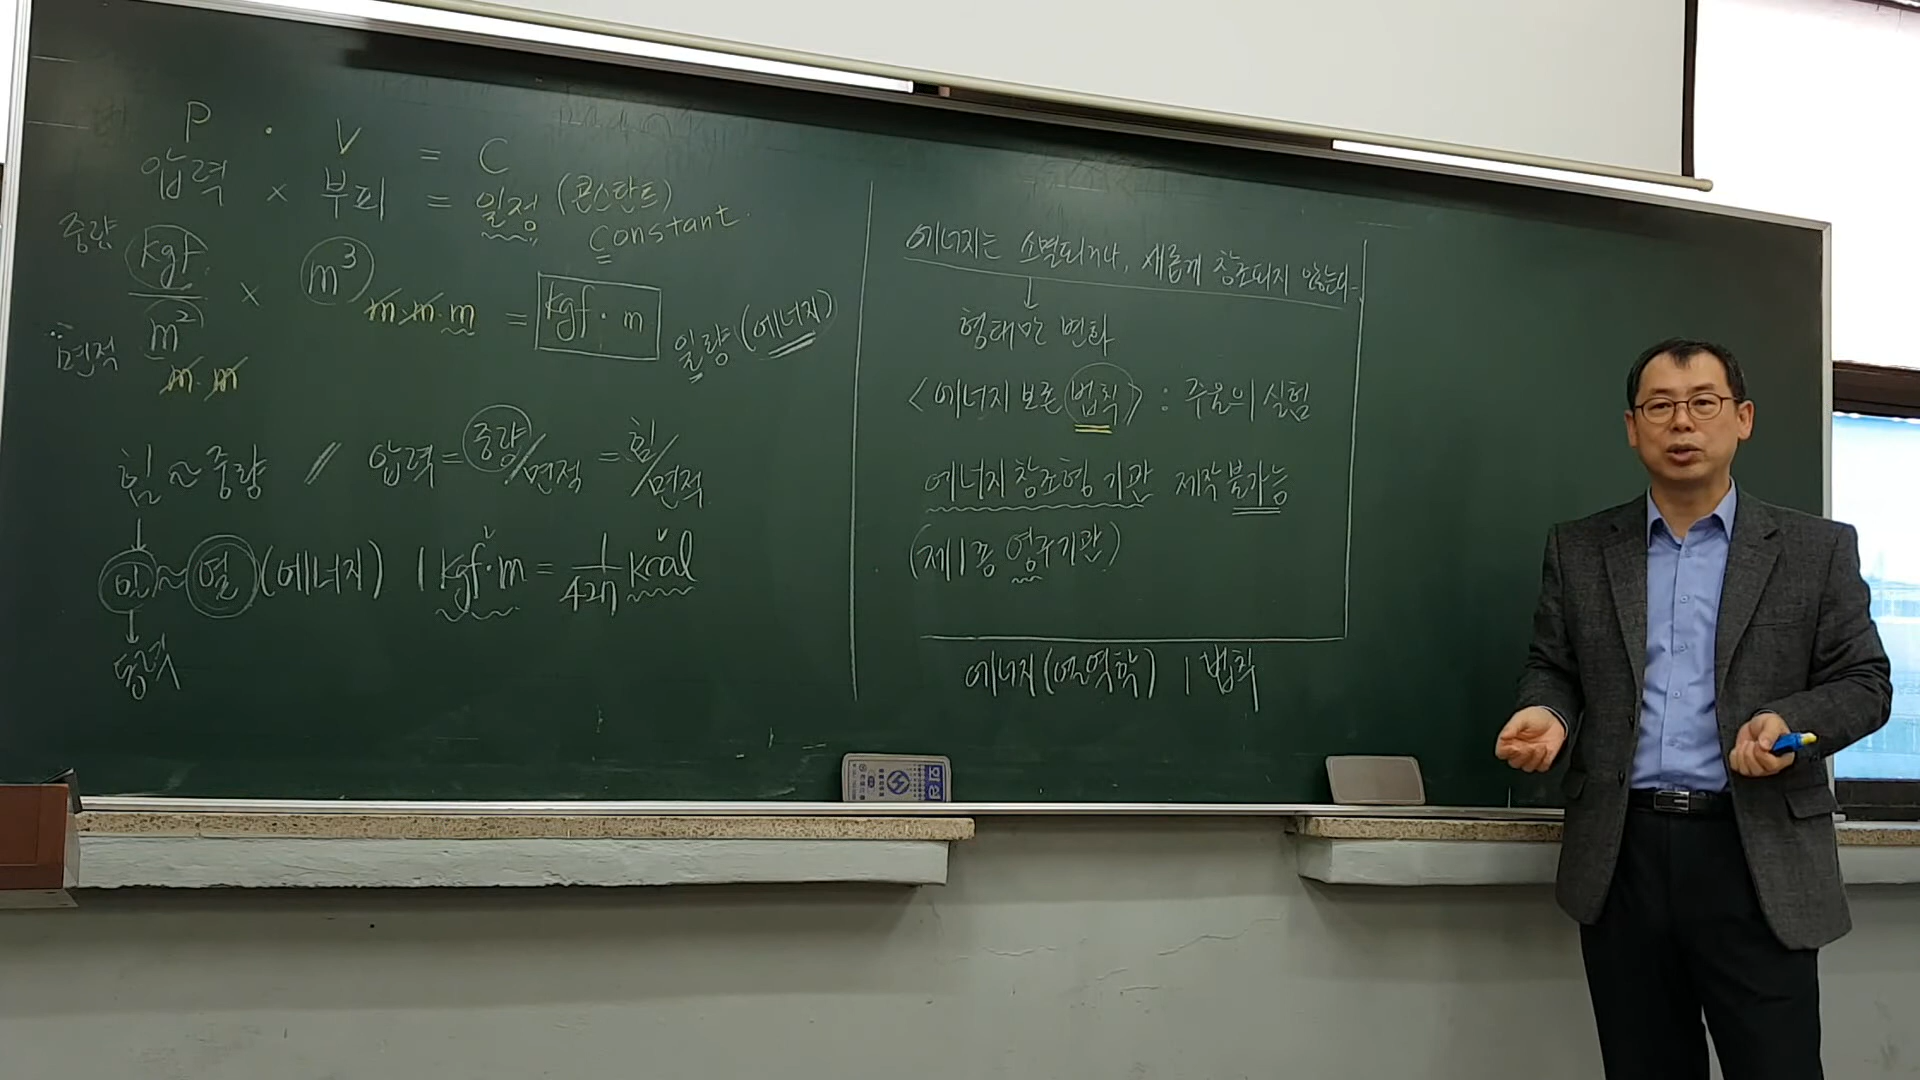 P · V = C
압력 × 부피 = 일정 (콘스탄트)
constant
중량 kgf × m³ m·m·m = kgf·m 일량(에너지)
면적 m²
m·m
힘 ~ 중량 // 압력 = 중량/면적 = 힘/면적
↓
일 ~ 열 (에너지) 1 kgf·m = 1/427 kcal
↓
동력
에너지는 소멸되거나, 새롭게 창조되지 않는다.
↓
형태만 변화
<에너지 보존 법칙> : 주울의 실험
에너지 창조형 기관 제작 불가능
(제1종 영구기관)
에너지(열역학) 1 법칙